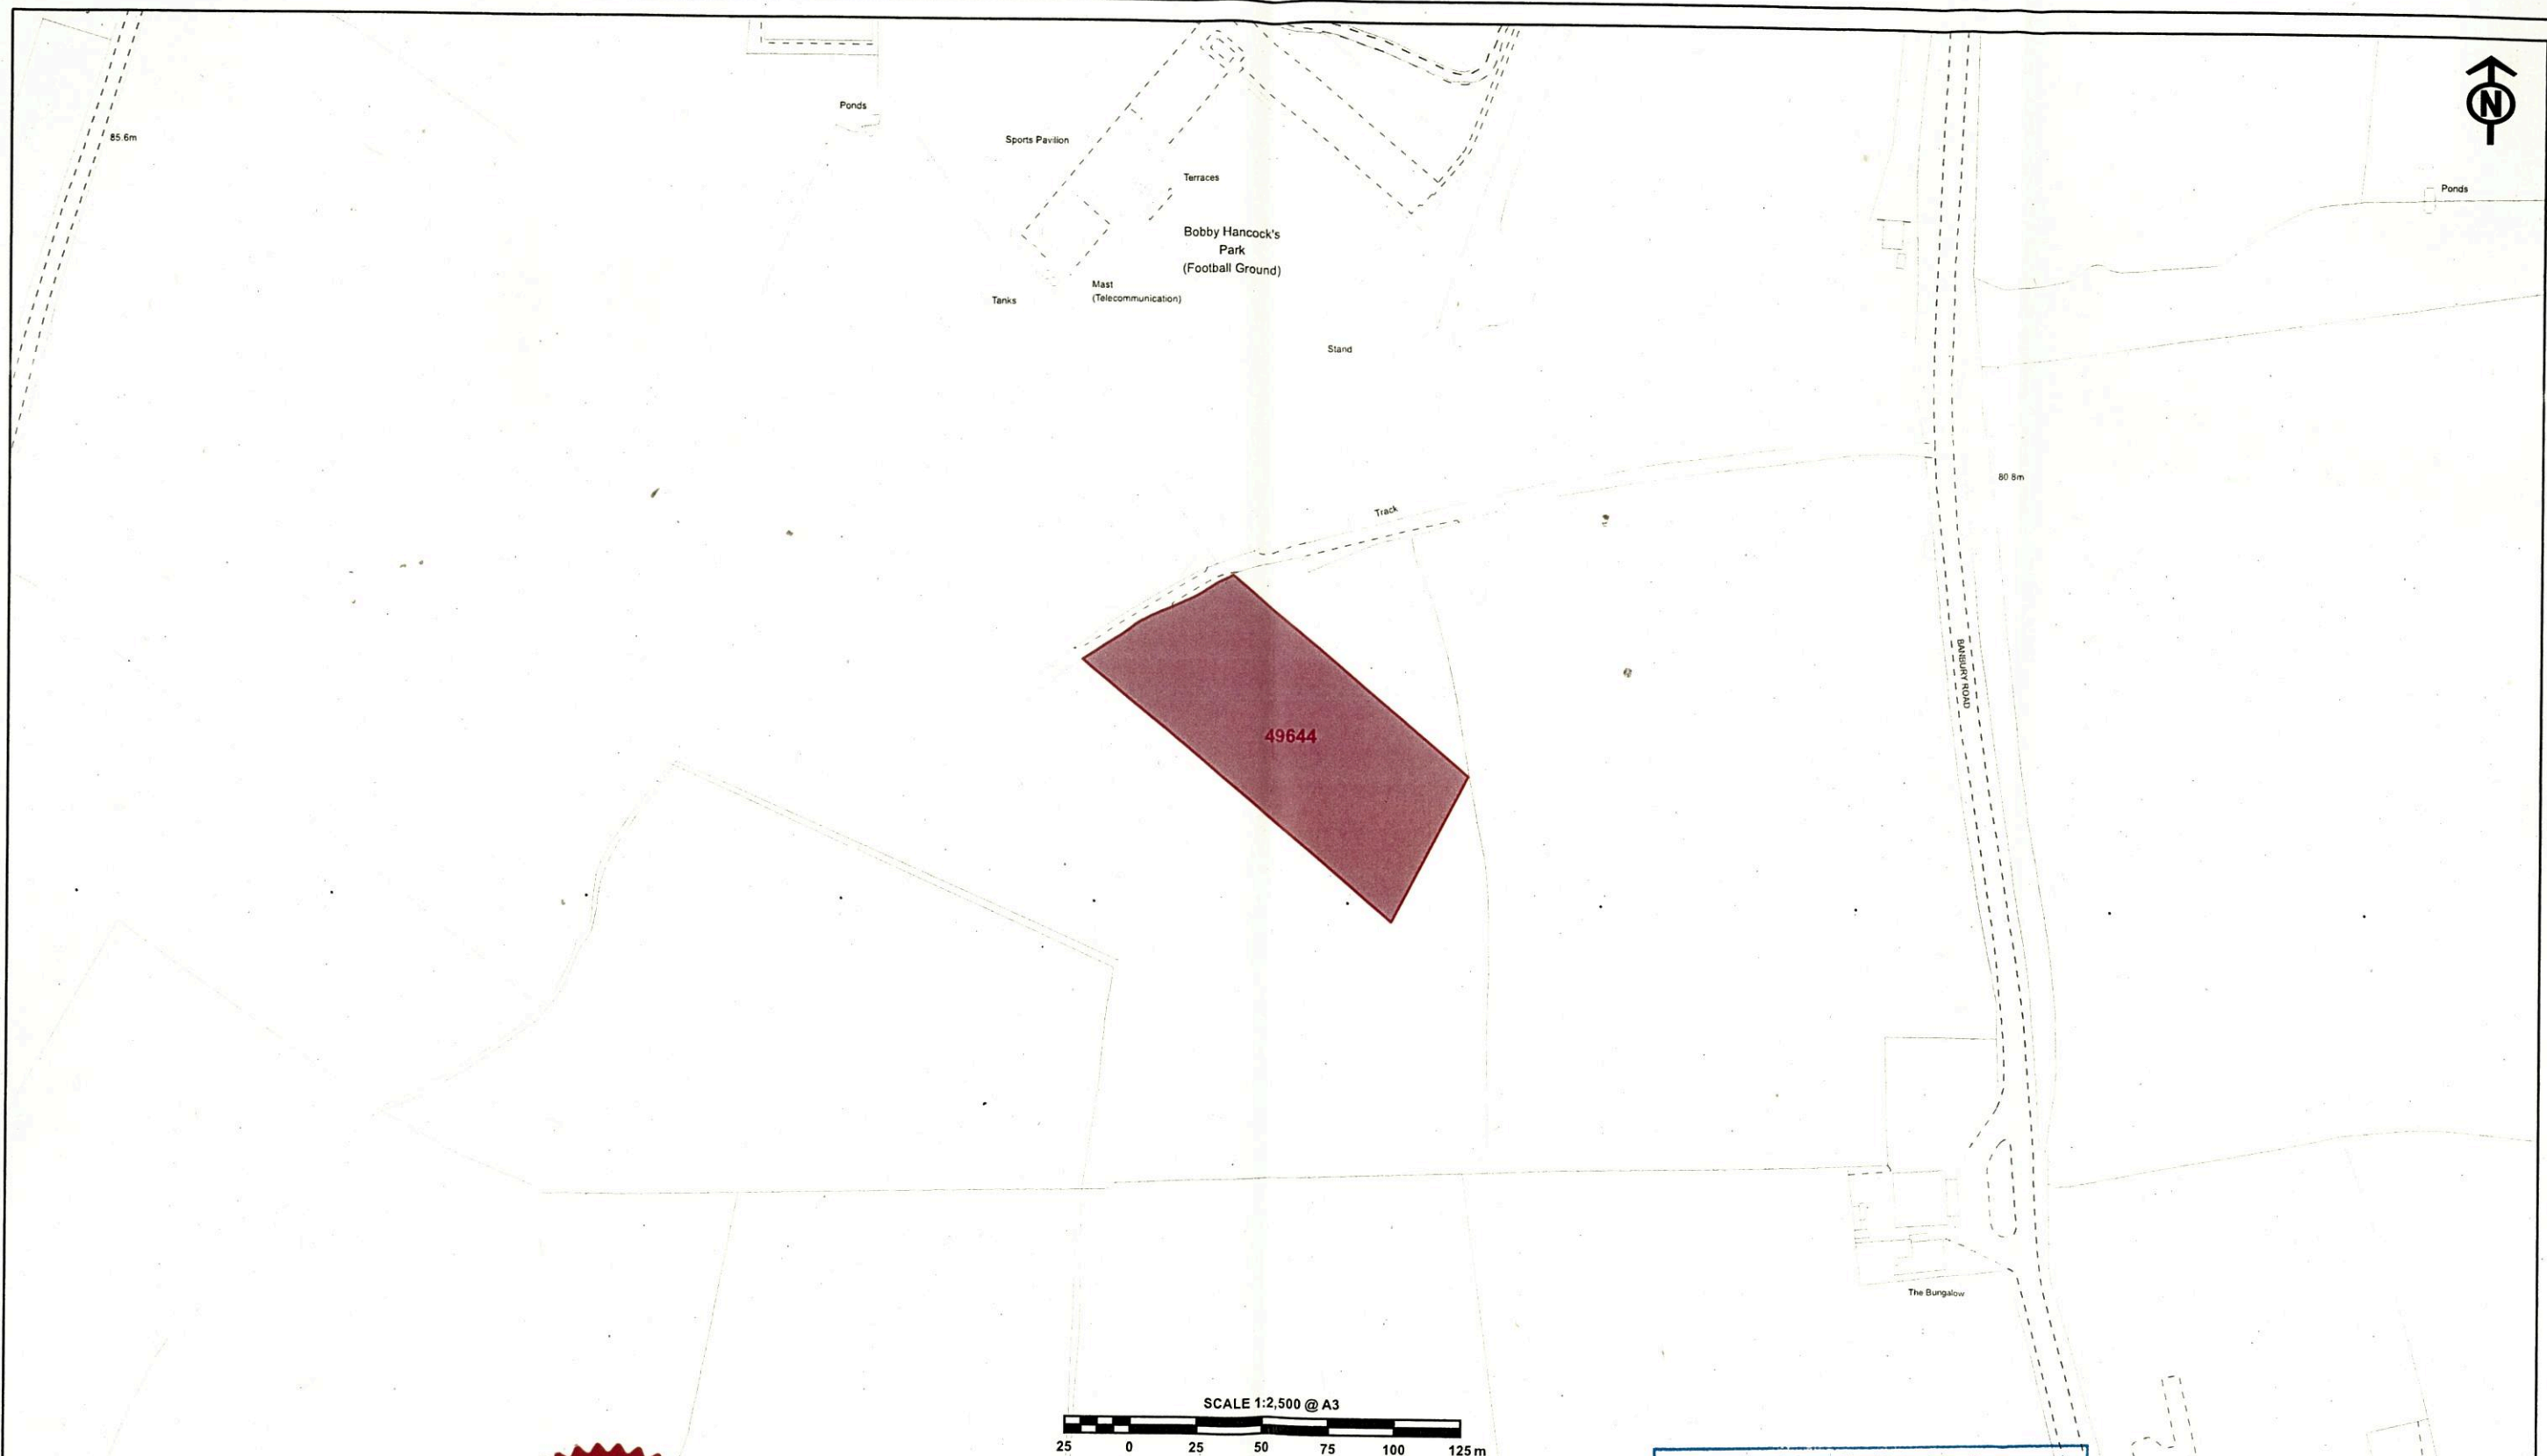 N
Ponds
85.6m
Sports Pavilion
Terraces
Ponds
Bobby Hancock's
Park
(Football Ground)
Mast
(Telecommunication)
Tanks
Stand
80.8m
Track
BANBURY ROAD
49644
The Bungalow
SCALE 1:2,500 @ A3
25 0 25 50 75 100 125 m